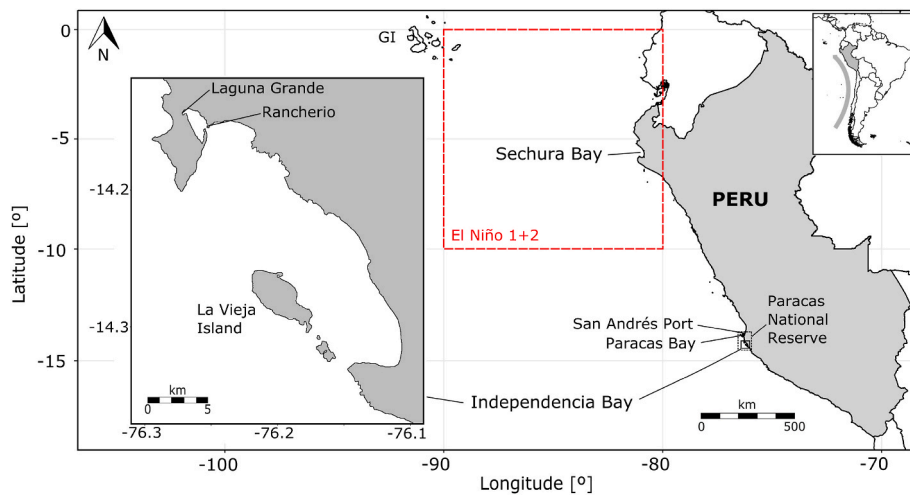 0
GI
N
Laguna Grande
Rancherio
-5
Sechura Bay
-14.2
PERU
Latitude [º]
El Niño 1+2
-10
La Vieja
Island
-14.3
San Andrés Port
Paracas Bay
Paracas
National
Reserve
-15
km
0 5
Independencia Bay
km
0 500
-76.3 -76.2 -76.1
-100 -90 -80 -70
Longitude [º]